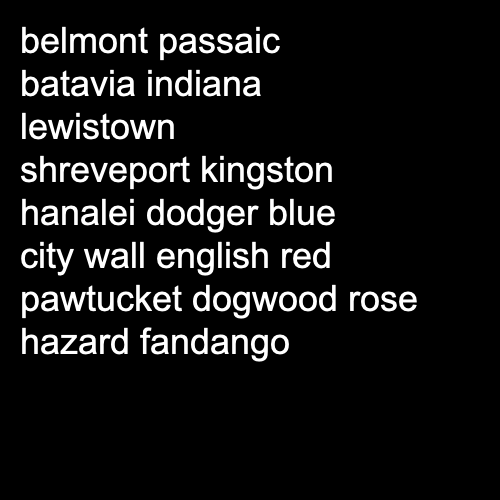 belmont passaic
batavia indiana
lewistown
shreveport kingston
hanalei dodger blue
city wall english red
pawtucket dogwood rose
hazard fandango